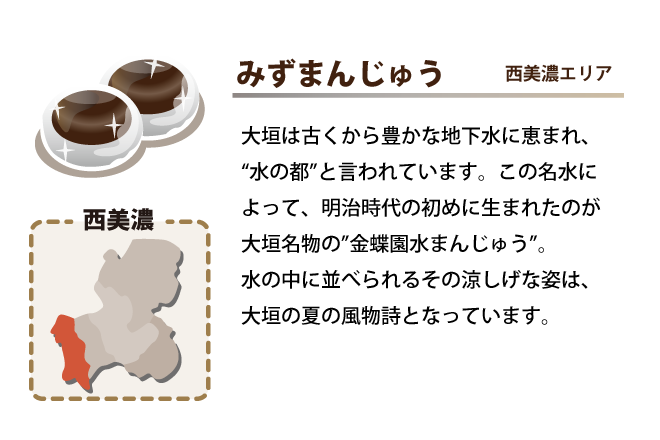 みずまんじゅう
西美濃エリア
大垣は古くから豊かな地下水に恵まれ、
“水の都”と言われています。この名水に
よって、明治時代の初めに生まれたのが
大垣名物の”金蝶園水まんじゅう”。
水の中に並べられるその涼しげな姿は、
大垣の夏の風物詩となっています。
西美濃